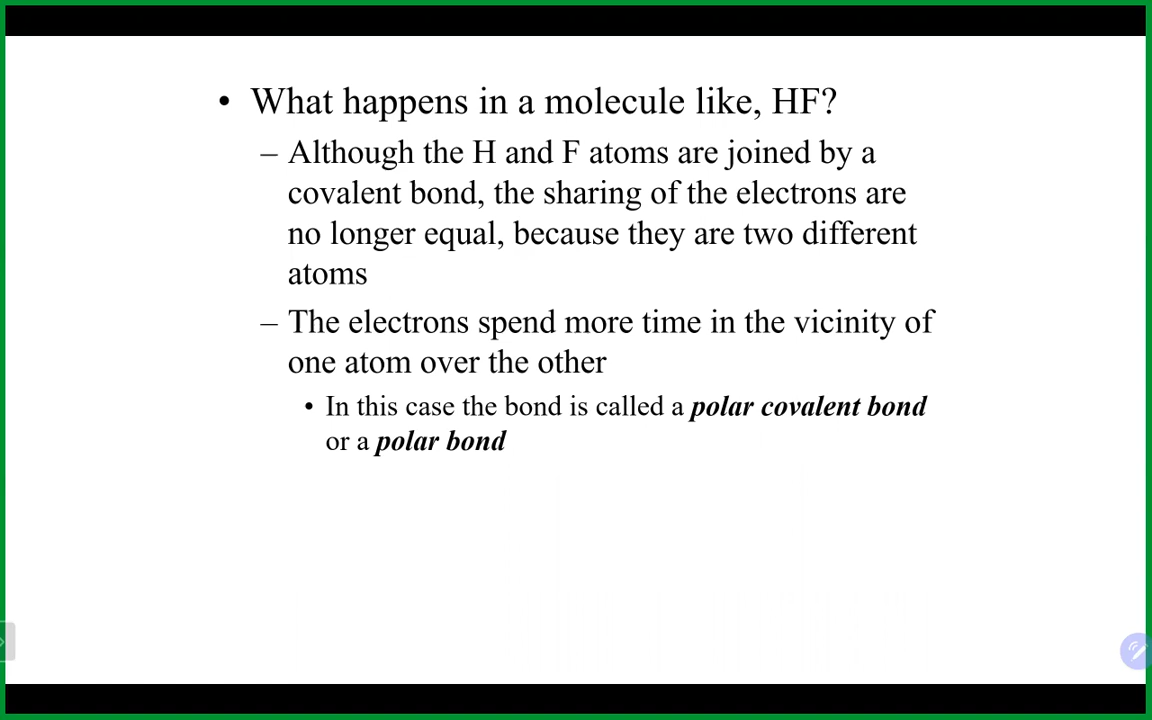 • What happens in a molecule like, HF?
– Although the H and F atoms are joined by a
covalent bond, the sharing of the electrons are
no longer equal, because they are two different
atoms
– The electrons spend more time in the vicinity of
one atom over the other
• In this case the bond is called a polar covalent bond
or a polar bond